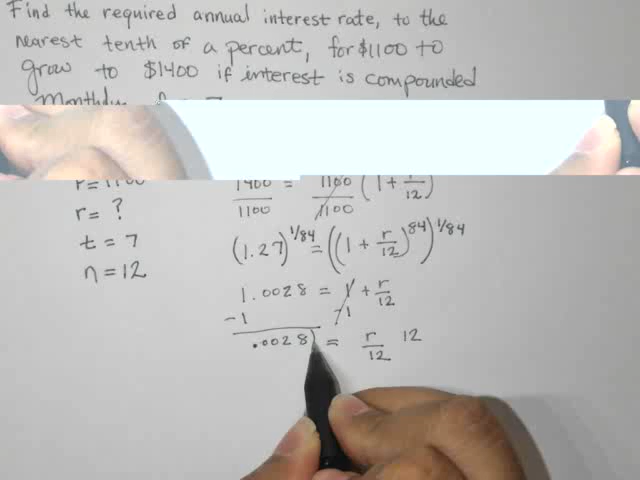 Find the required annual interest rate, to the
nearest tenth of a percent, for $1100 to
grow to $1400 if interest is compounded
monthly
1400/1100 = 1100/1100 (1 + /12)
r = ?
t = 7
(1.27)^1/84 = ((1 + r/12)^84)^1/84
n = 12
1.0028 = 1 + r/12
-1 -1
.0028) = r/12 12